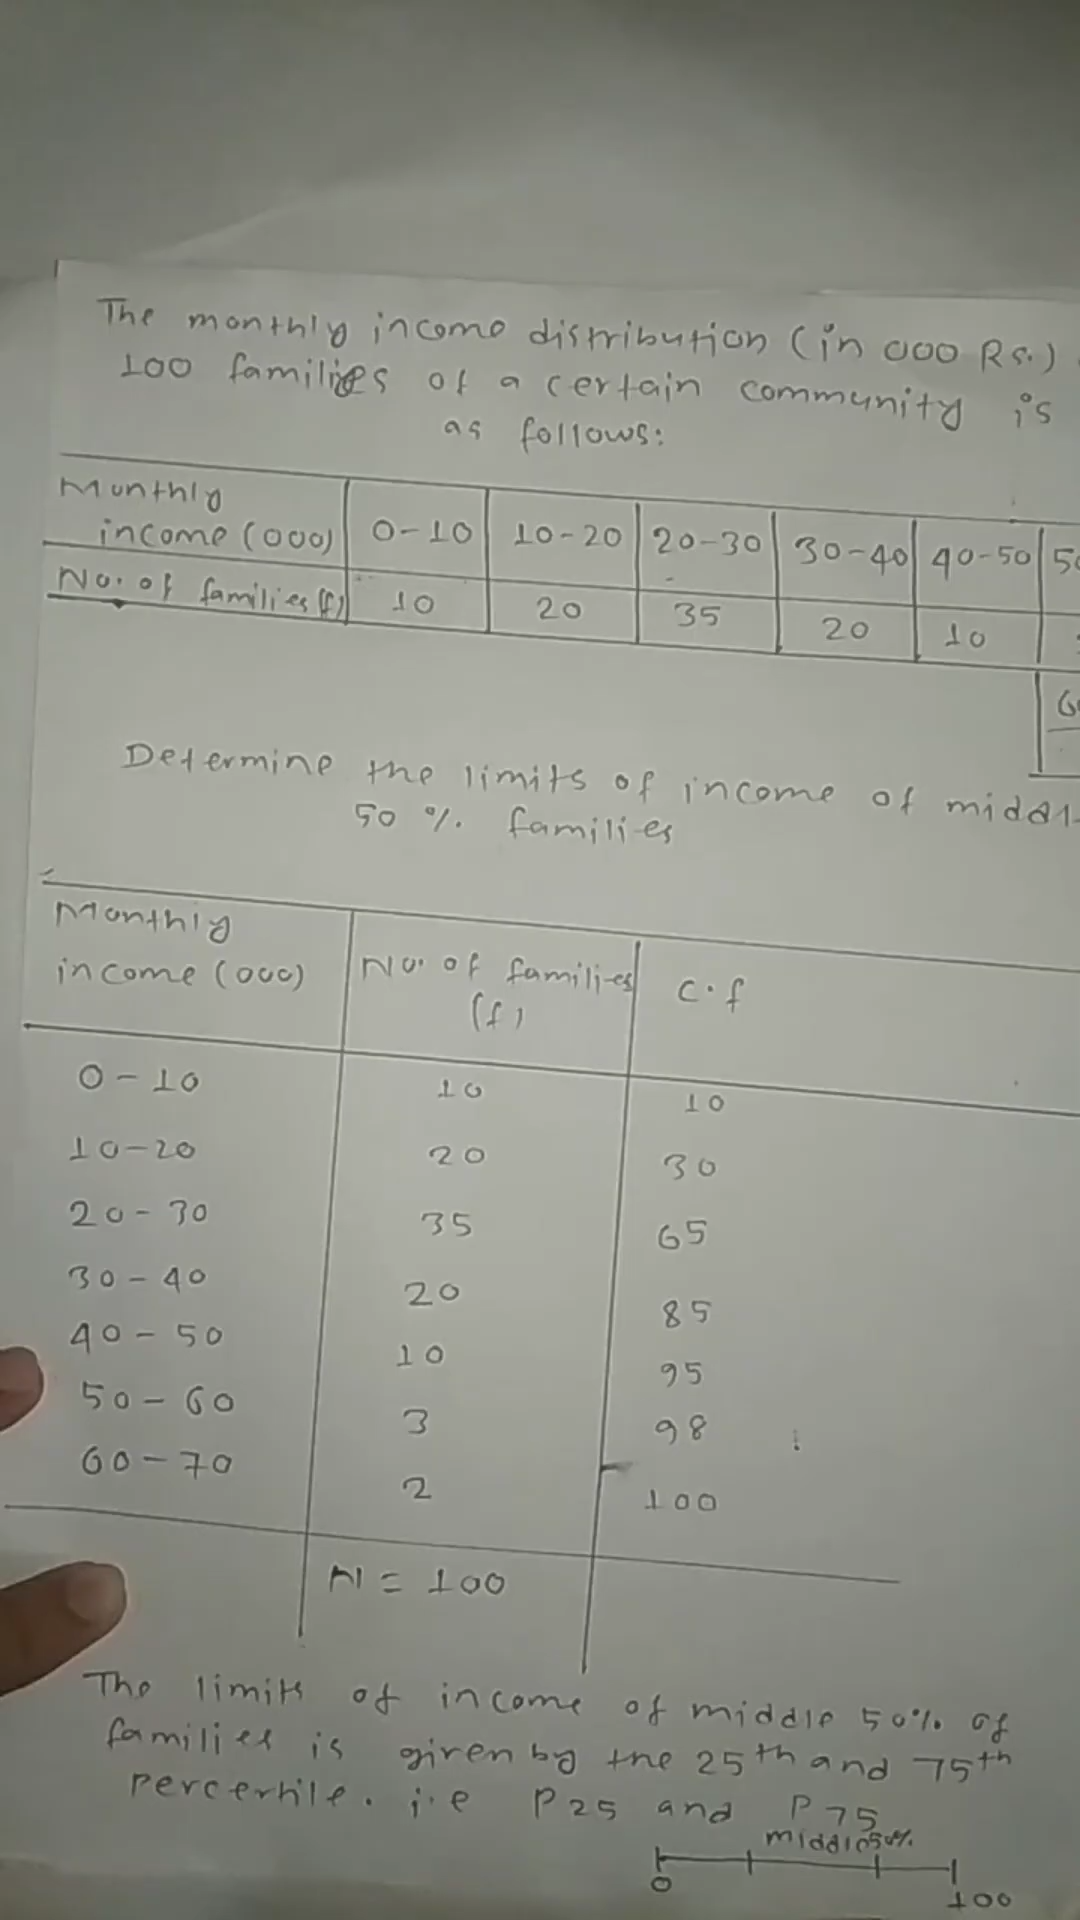 The monthly income distribution (in 000 Rs.)
100 families of a certain community is
as follows:
Monthly
income (000) 0-10 10-20 20-30 30-40 40-50
No. of families (f) 10 20 35 20 10
Determine the limits of income of
50 % families
Monthly
income (000) No. of families (f) c.f
0-10 10 10
10-20 20 30
20-30 35 65
30-40 20 85
40-50 10 95
50-60 3 98
60-70 2 100
N = 100
The limits of income of middle 50% of
families is given by the 25th and 75th
percentile. i.e P25 and P75
middle 50%
0 100